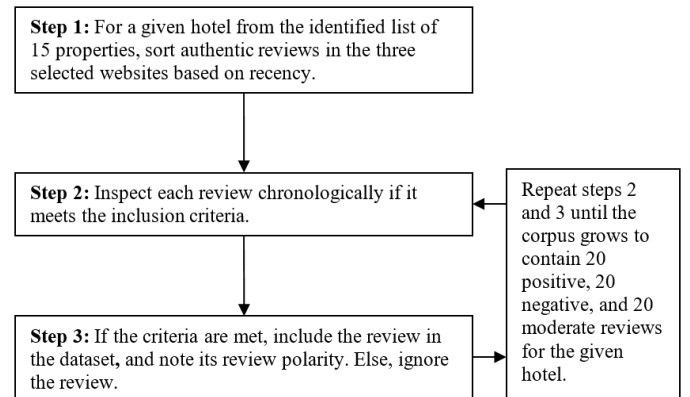 Step 1: For a given hotel from the identified list of
15 properties, sort authentic reviews in the three
selected websites based on recency.
Step 2: Inspect each review chronologically if it
meets the inclusion criteria.
Repeat steps 2
and 3 until the
corpus grows to
contain 20
positive, 20
negative, and 20
moderate reviews
for the given
hotel.
Step 3: If the criteria are met, include the review in
the dataset, and note its review polarity. Else, ignore
the review.